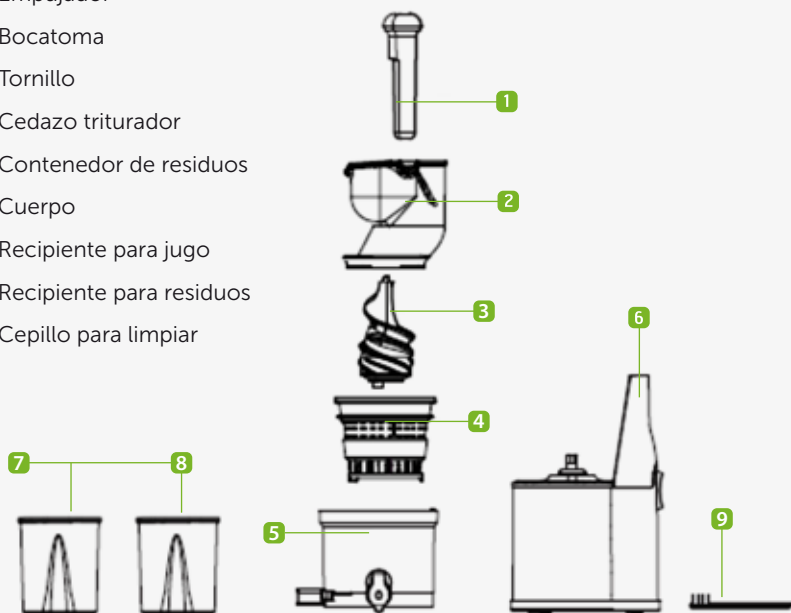 Empujador
Bocatoma
Tornillo
Cedazo triturador
Contenedor de residuos
Cuerpo
Recipiente para jugo
Recipiente para residuos
Cepillo para limpiar
1
2
3
6
4
7
8
5
9